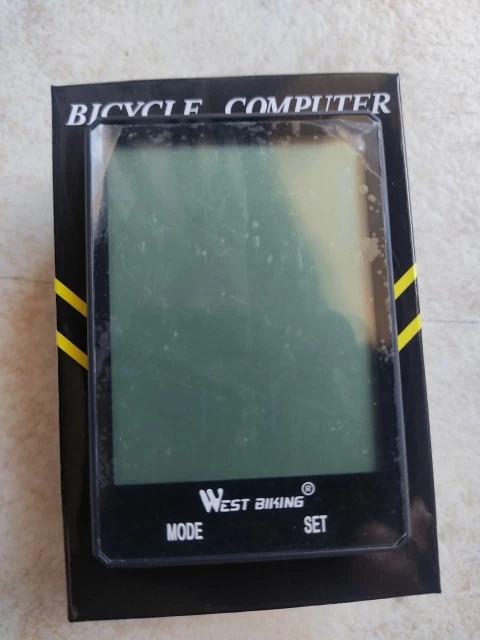 BICYCLE COMPUTER
WEST BIKING®
MODE SET